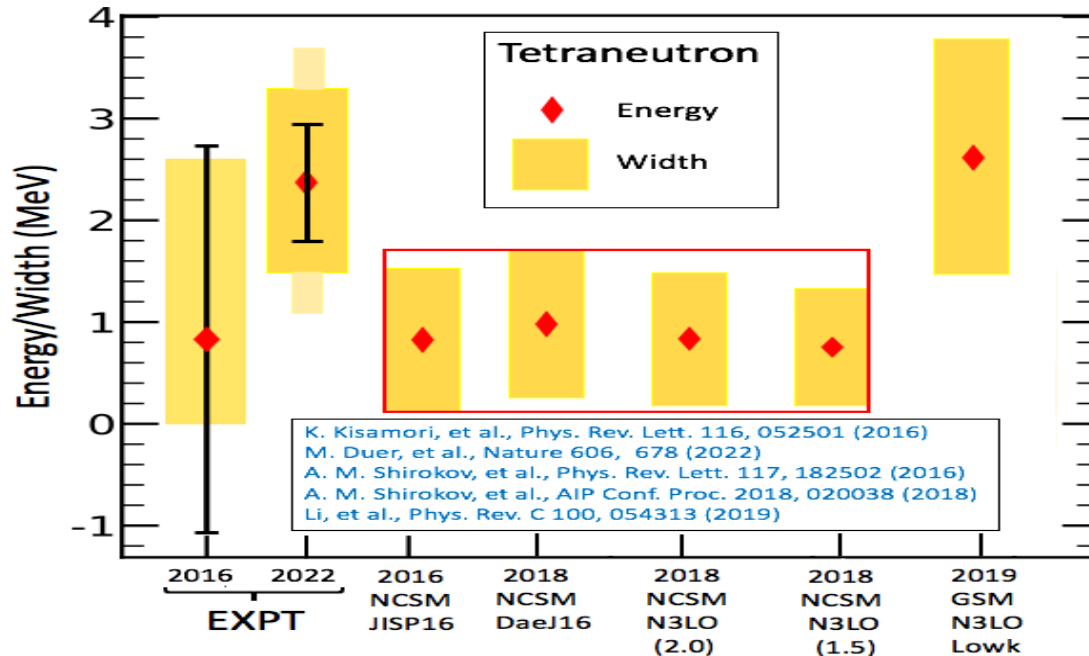 4
3
2
1
0
-1
Energy/Width (MeV)
Tetraneutron
Energy
Width
K. Kisamori, et al., Phys. Rev. Lett. 116, 052501 (2016)
M. Duer, et al., Nature 606, 678 (2022)
A. M. Shirokov, et al., Phys. Rev. Lett. 117, 182502 (2016)
A. M. Shirokov, et al., AIP Conf. Proc. 2018, 020038 (2018)
Li, et al., Phys. Rev. C 100, 054313 (2019)
2016
2022
EXPT
2016
NCSM
JISP16
2018
NCSM
DaeJ16
2018
NCSM
N3LO
(2.0)
2018
NCSM
N3LO
(1.5)
2019
GSM
N3LO
Lowk